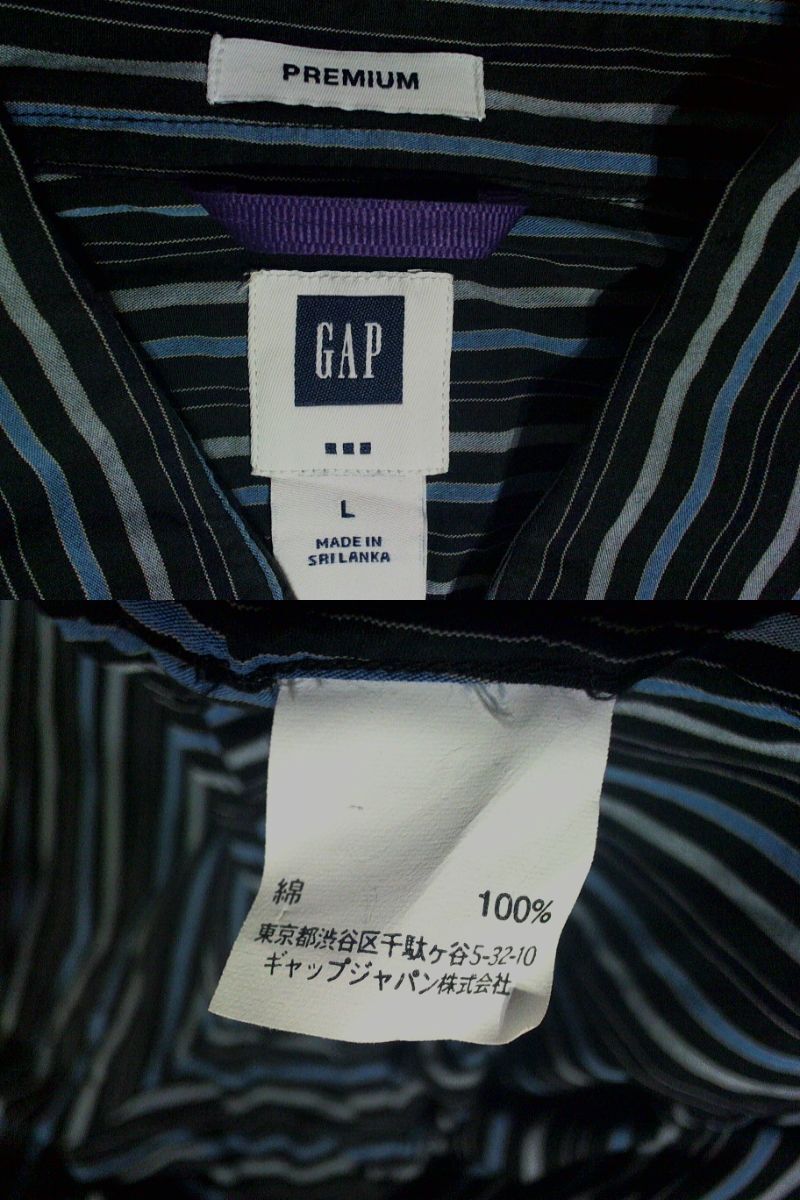 PREMIUM
GAP
L
MADE IN
SRI LANKA
綿 100%
東京都渋谷区千駄ヶ谷5-32-10
ギャップジャパン株式会社